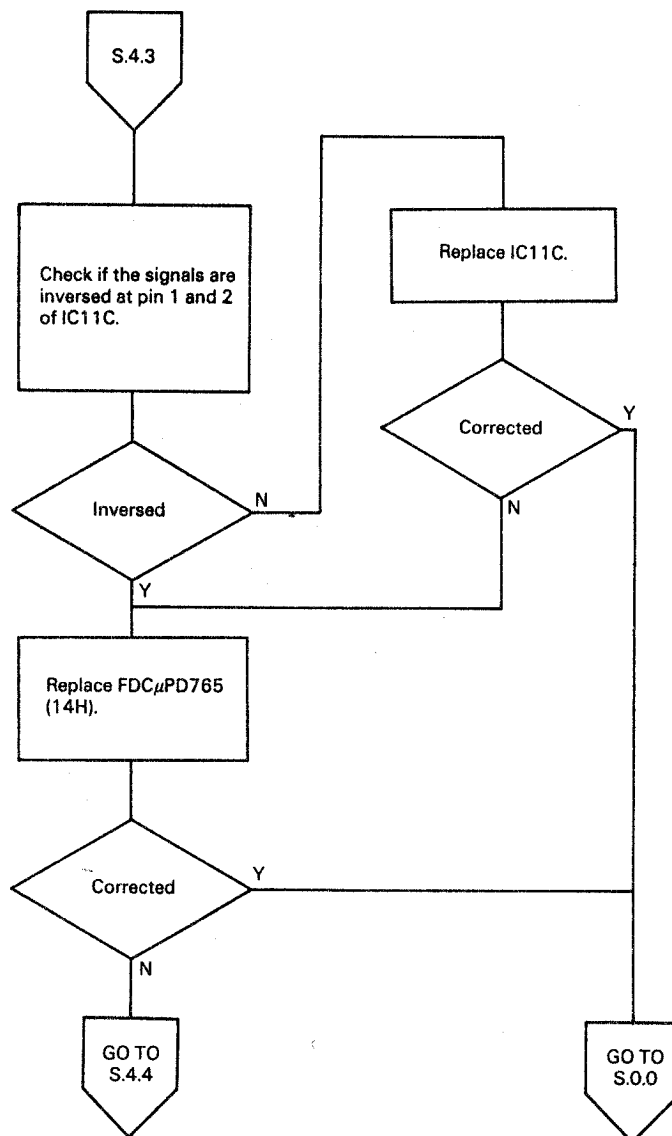 S.4.3
Check if the signals are
inversed at pin 1 and 2
of IC11C.
Replace IC11C.
Corrected
Y
N
Inversed
N
Y
Replace FDCμPD765
(14H).
Corrected
Y
N
GO TO
S.4.4
GO TO
S.0.0